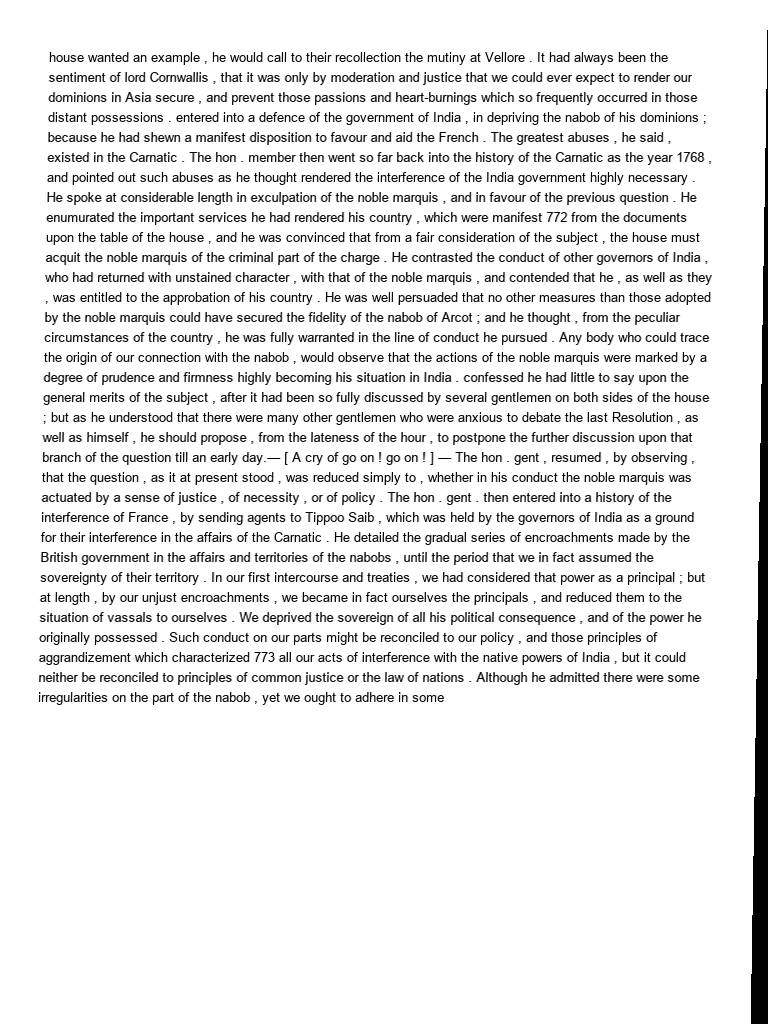 house wanted an example , he would call to their recollection the mutiny at Vellore . It had always been the
sentiment of lord Cornwallis , that it was only by moderation and justice that we could ever expect to render our
dominions in Asia secure , and prevent those passions and heart-burnings which so frequently occurred in those
distant possessions . entered into a defence of the government of India , in depriving the nabob of his dominions ;
because he had shewn a manifest disposition to favour and aid the French . The greatest abuses , he said ,
existed in the Carnatic . The hon . member then went so far back into the history of the Carnatic as the year 1768 ,
and pointed out such abuses as he thought rendered the interference of the India government highly necessary .
He spoke at considerable length in exculpation of the noble marquis , and in favour of the previous question . He
enumurated the important services he had rendered his country , which were manifest 772 from the documents
upon the table of the house , and he was convinced that from a fair consideration of the subject , the house must
acquit the noble marquis of the criminal part of the charge . He contrasted the conduct of other governors of India ,
who had returned with unstained character , with that of the noble marquis , and contended that he , as well as they
, was entitled to the approbation of his country . He was well persuaded that no other measures than those adopted
by the noble marquis could have secured the fidelity of the nabob of Arcot ; and he thought , from the peculiar
circumstances of the country , he was fully warranted in the line of conduct he pursued . Any body who could trace
the origin of our connection with the nabob , would observe that the actions of the noble marquis were marked by a
degree of prudence and firmness highly becoming his situation in India . confessed he had little to say upon the
general merits of the subject , after it had been so fully discussed by several gentlemen on both sides of the house
; but as he understood that there were many other gentlemen who were anxious to debate the last Resolution , as
well as himself , he should propose , from the lateness of the hour , to postpone the further discussion upon that
branch of the question till an early day.— [ A cry of go on ! go on ! ] — The hon . gent , resumed , by observing ,
that the question , as it at present stood , was reduced simply to , whether in his conduct the noble marquis was
actuated by a sense of justice , of necessity , or of policy . The hon . gent . then entered into a history of the
interference of France , by sending agents to Tippoo Saib , which was held by the governors of India as a ground
for their interference in the affairs of the Carnatic . He detailed the gradual series of encroachments made by the
British government in the affairs and territories of the nabobs , until the period that we in fact assumed the
sovereignty of their territory . In our first intercourse and treaties , we had considered that power as a principal ; but
at length , by our unjust encroachments , we became in fact ourselves the principals , and reduced them to the
situation of vassals to ourselves . We deprived the sovereign of all his political consequence , and of the power he
originally possessed . Such conduct on our parts might be reconciled to our policy , and those principles of
aggrandizement which characterized 773 all our acts of interference with the native powers of India , but it could
neither be reconciled to principles of common justice or the law of nations . Although he admitted there were some
irregularities on the part of the nabob , yet we ought to adhere in some